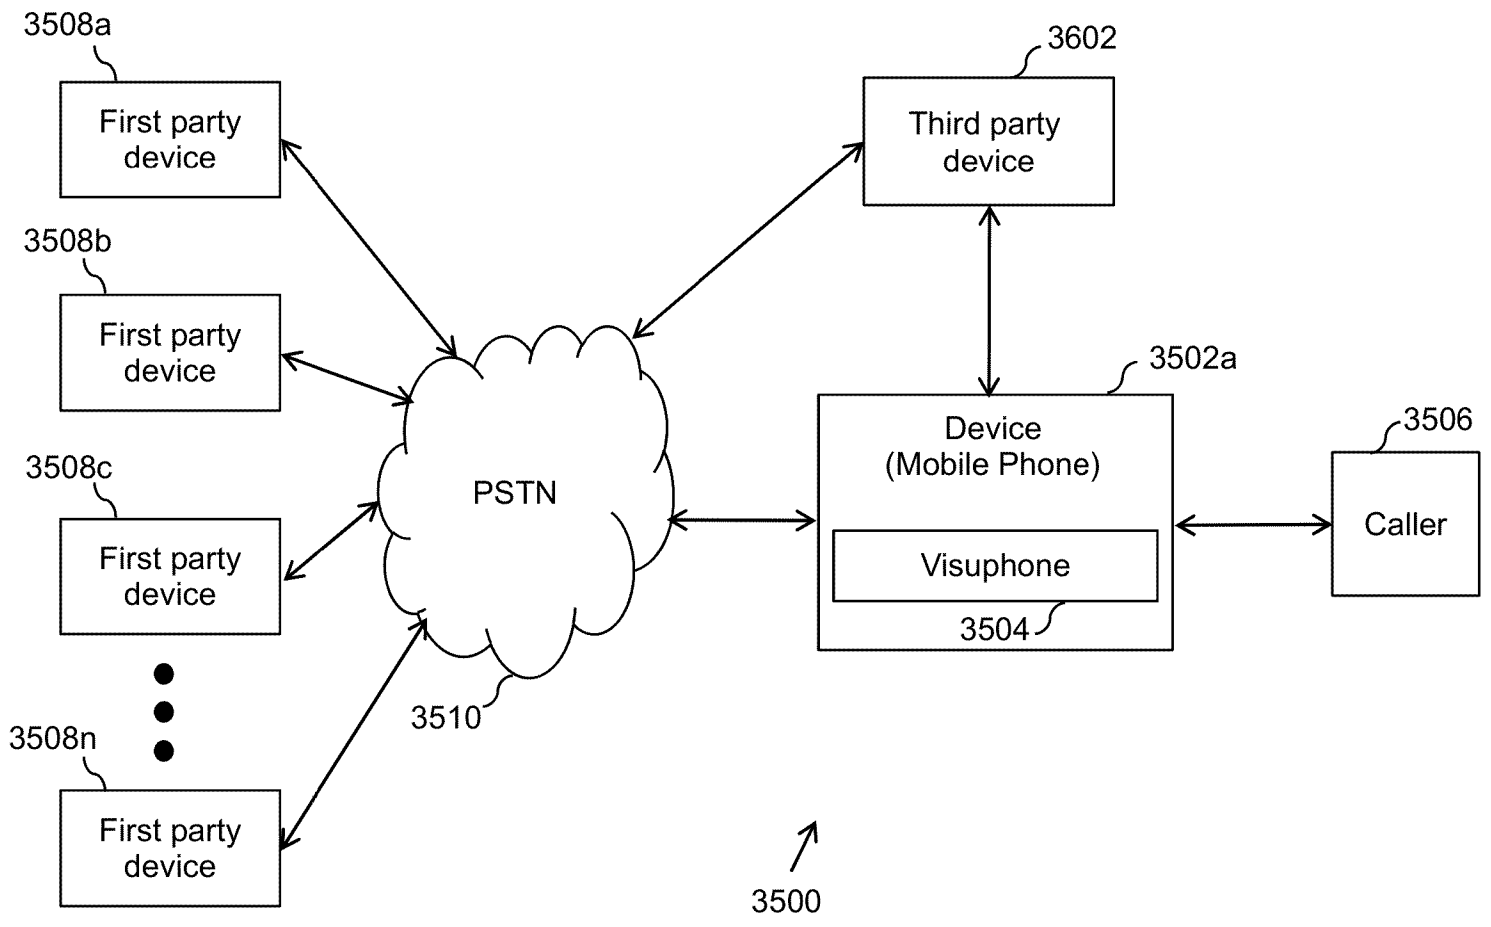 3508a
First party
device
3602
Third party
device
3508b
First party
device
3502a
Device
(Mobile Phone)
3506
Caller
3508c
First party
device
PSTN
Visuphone
3504
3510
3508n
First party
device
3500